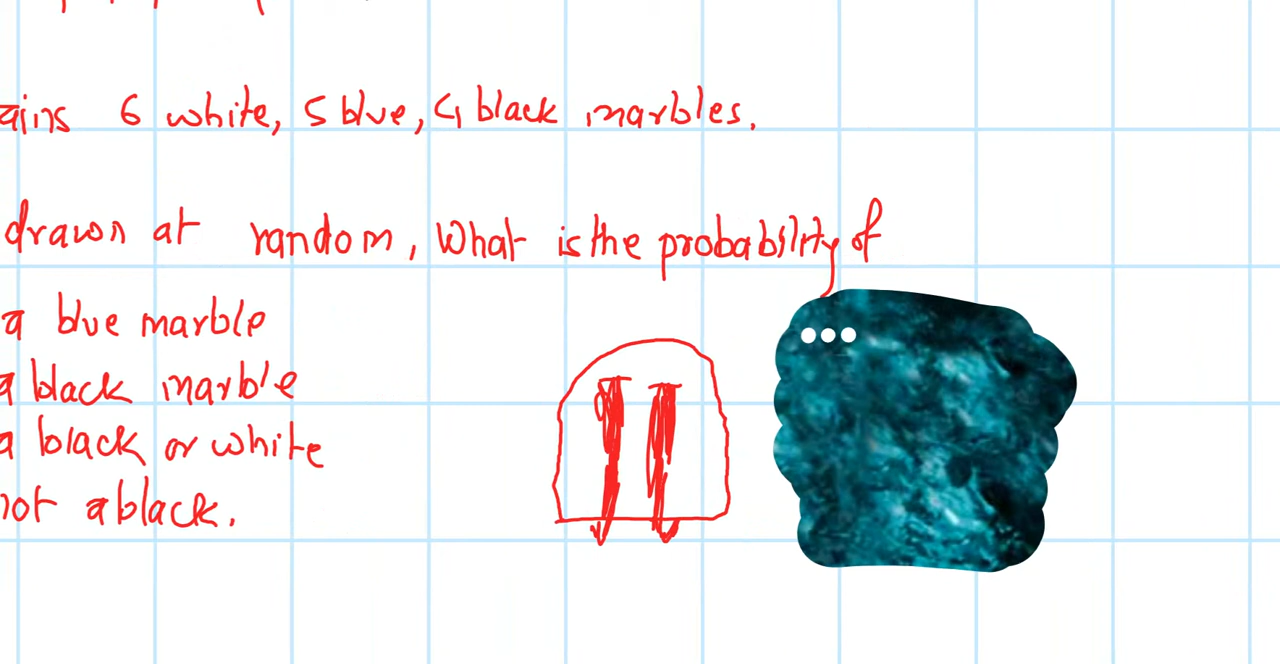 ains 6 white, 5 blue, 4 black marbles.
drawn at random, What is the probability of
a blue marble
a black marble
a black or white
not a black.